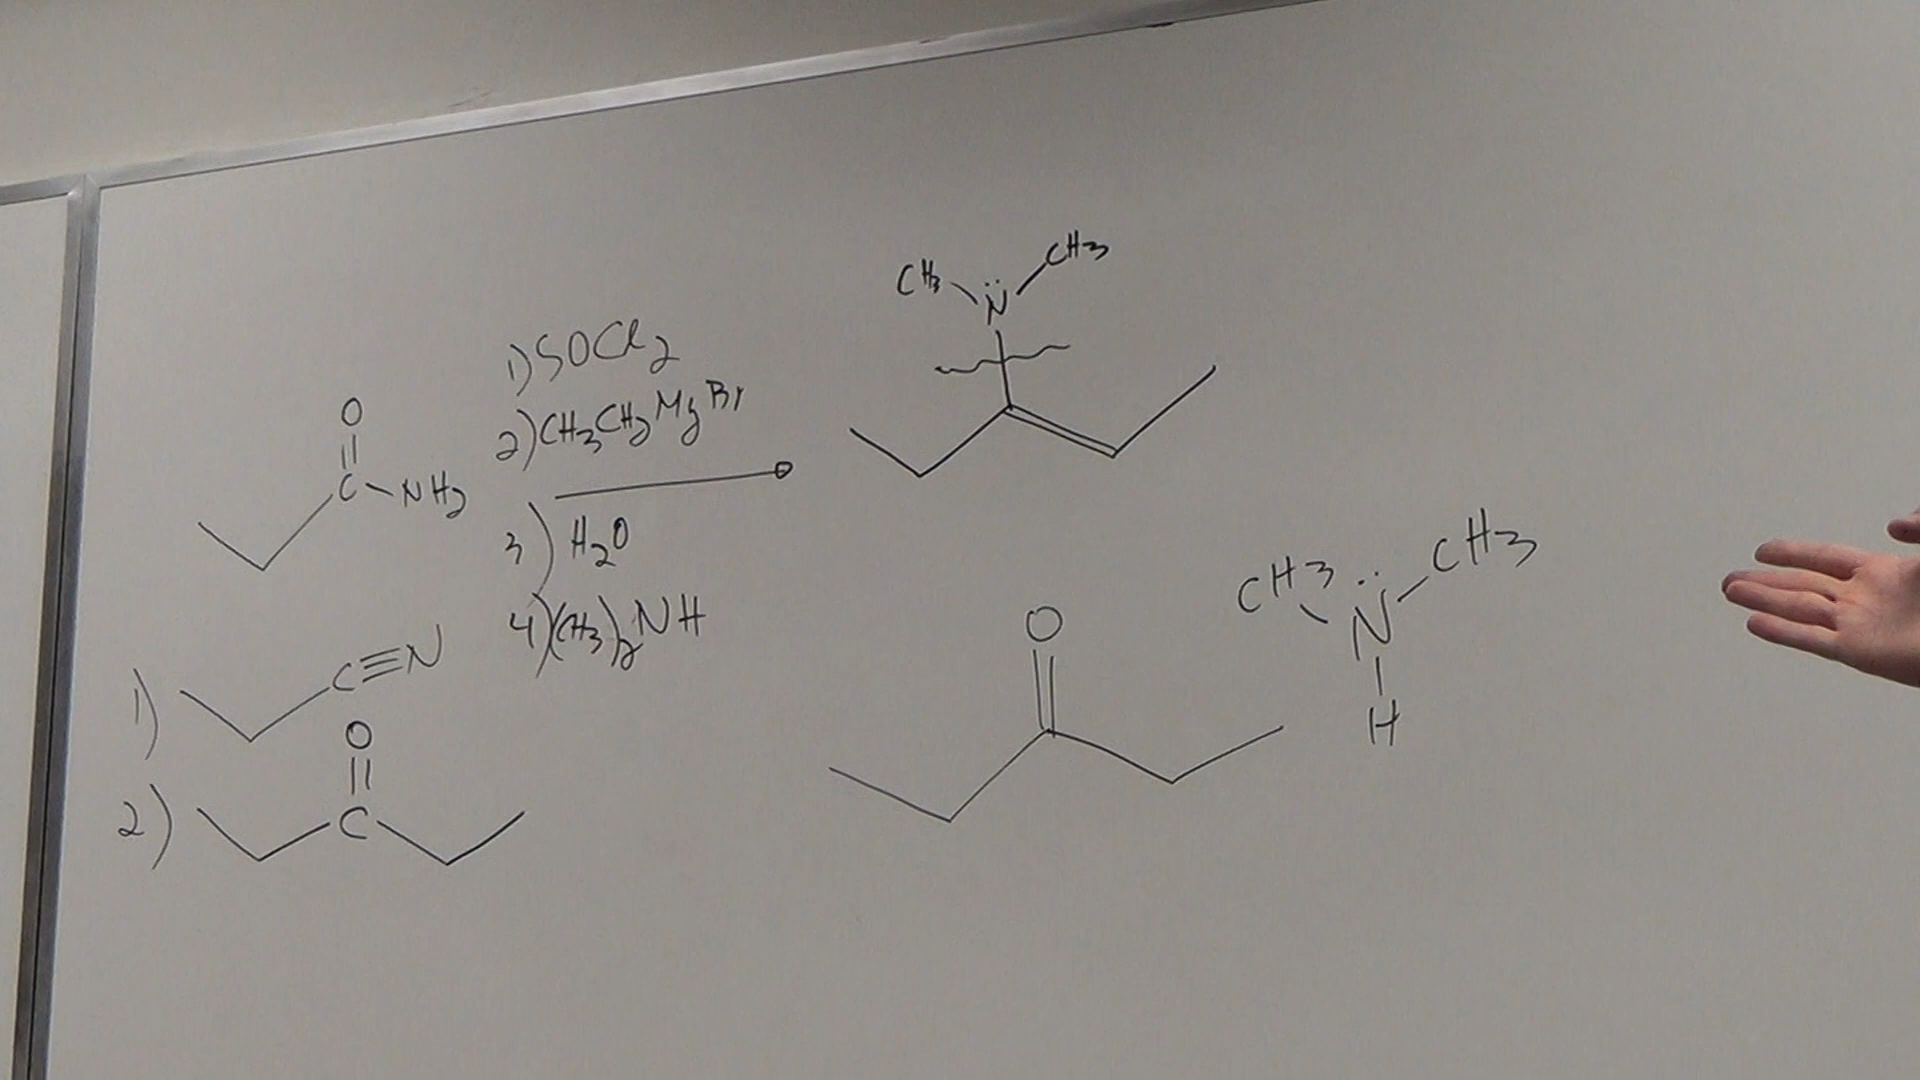 O
C-NH2
1) SOCl2
2) CH3CH2MgBr
3) H2O
4) (CH3)2NH
CH3 N CH3
1) C≡N
2) O
C
O
CH3 N CH3
H